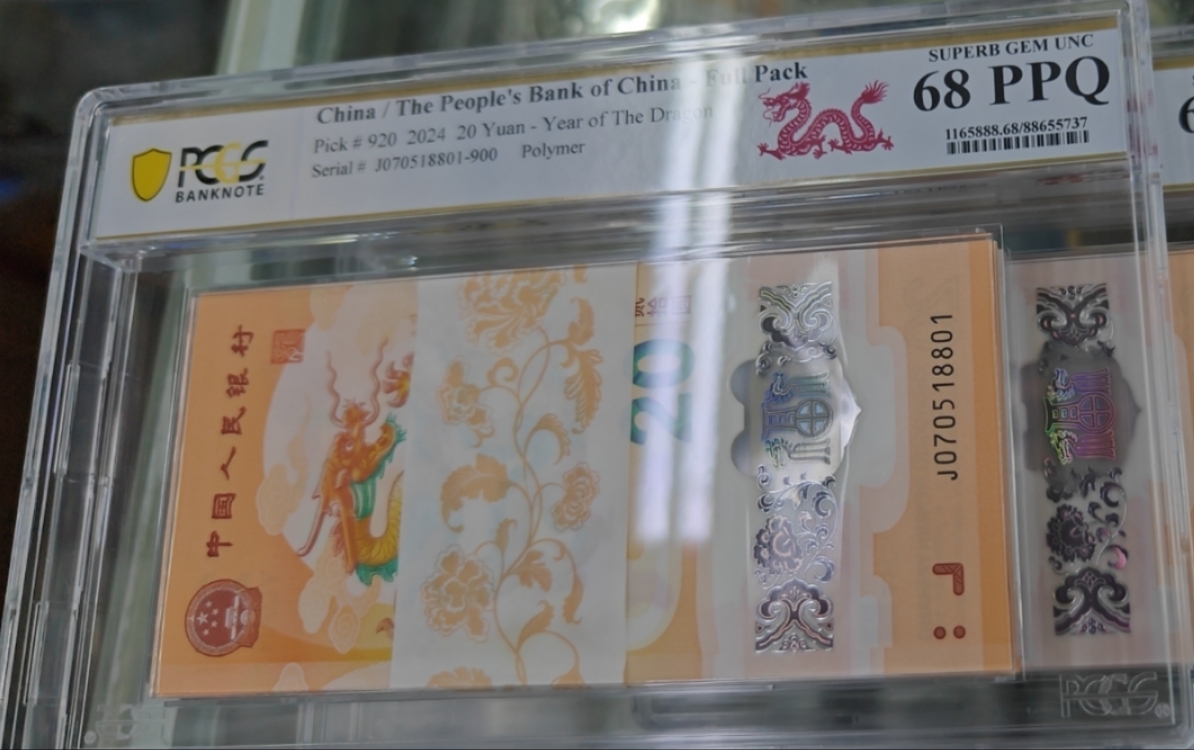 PCGS
BANKNOTE
China / The People's Bank of China - Full Pack
Pick # 920 2024 20 Yuan - Year of The Dragon
Serial # J070518801-900 Polymer
SUPERB GEM UNC
68 PPQ
1165888.68/88655737
6
中国人民银行
20
J070518801
PCGS